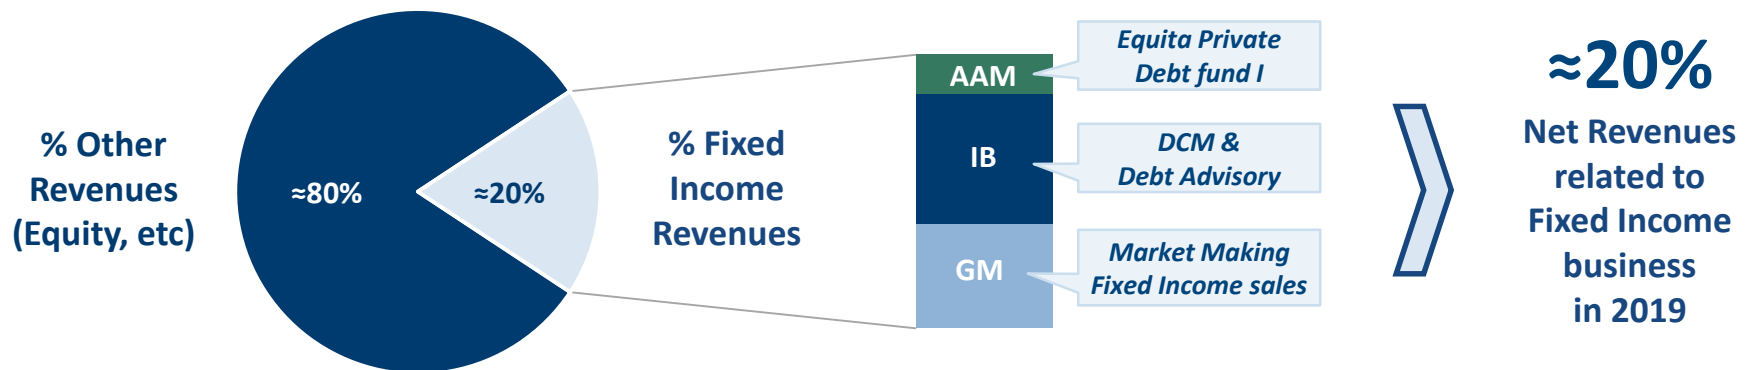 % Other
Revenues
(Equity, etc)
≈80%
≈20%
% Fixed
Income
Revenues
AAM
IB
GM
Equita Private
Debt fund I
DCM &
Debt Advisory
Market Making
Fixed Income sales
≈20%
Net Revenues
related to
Fixed Income
business
in 2019